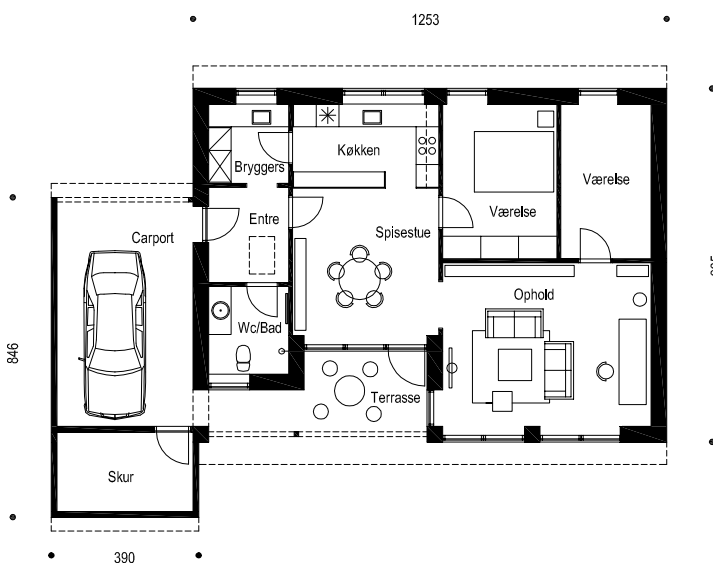 1253
Køkken
Bryggers
Værelse
Værelse
Entre
Carport
Spisestue
Ophold
Wc/Bad
Terrasse
846
Skur
390